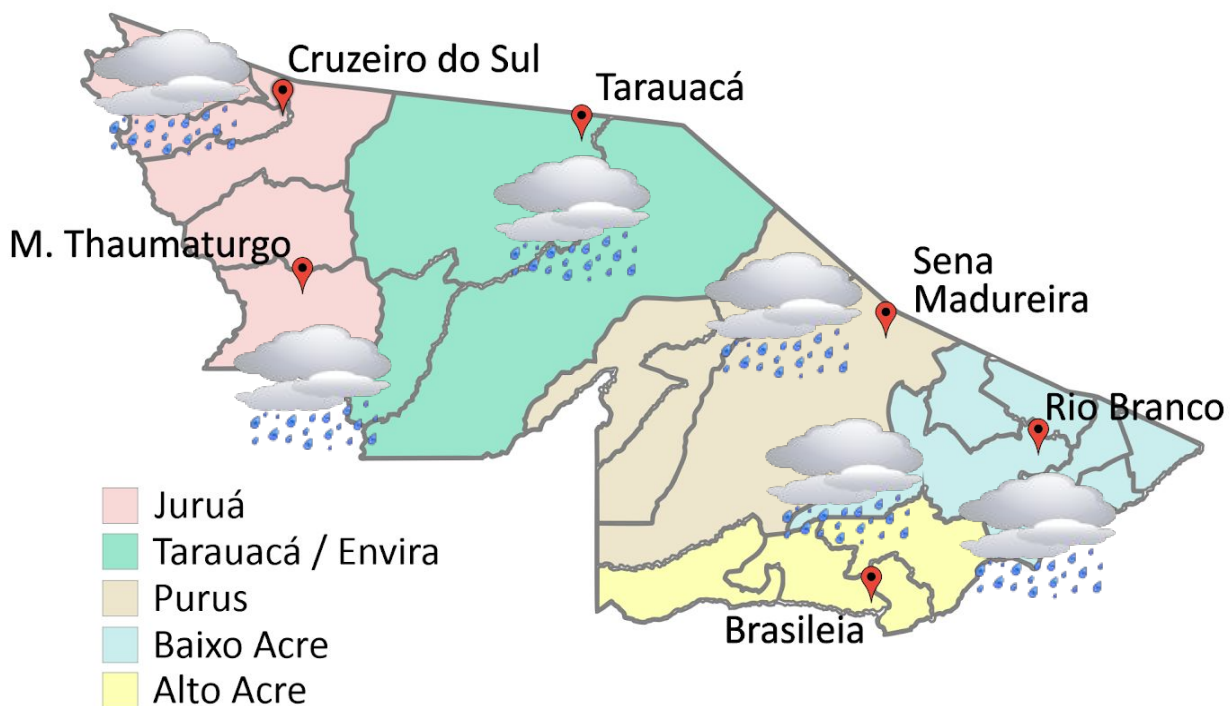 Cruzeiro do Sul
Tarauacá
M. Thaumaturgo
Sena
Madureira
Rio Branco
Brasileia
Juruá
Tarauacá / Envira
Purus
Baixo Acre
Alto Acre